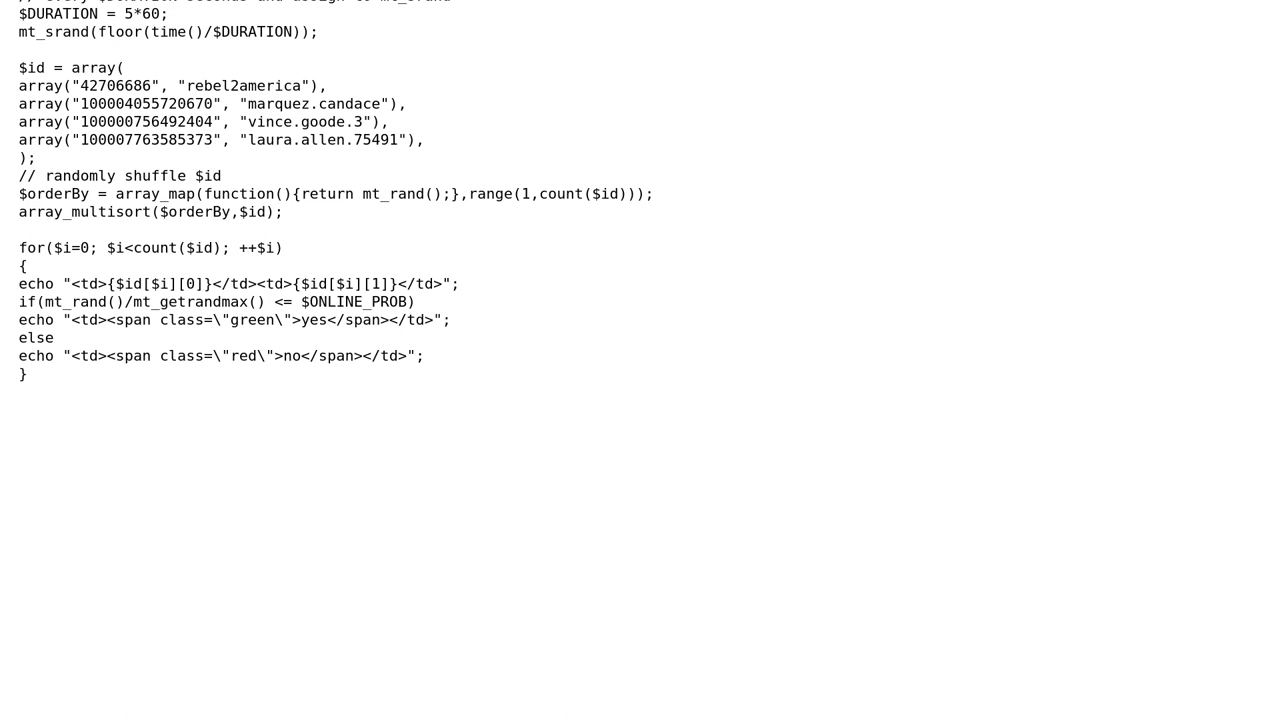 $DURATION = 5*60;
mt_srand(floor(time()/$DURATION));
$id = array(
array("42706686", "rebel2america"),
array("100004055720670", "marquez.candace"),
array("100000756492404", "vince.goode.3"),
array("100007763585373", "laura.allen.75491"),
);
// randomly shuffle $id
$orderBy = array_map(function(){return mt_rand();},range(1,count($id)));
array_multisort($orderBy,$id);
for($i=0; $i<count($id); ++$i)
{
echo "<td>{$id[$i][0]}</td><td>{$id[$i][1]}</td>";
if(mt_rand()/mt_getrandmax() <= $ONLINE_PROB)
echo "<td><span class=\"green\">yes</span></td>";
else
echo "<td><span class=\"red\">no</span></td>";
}